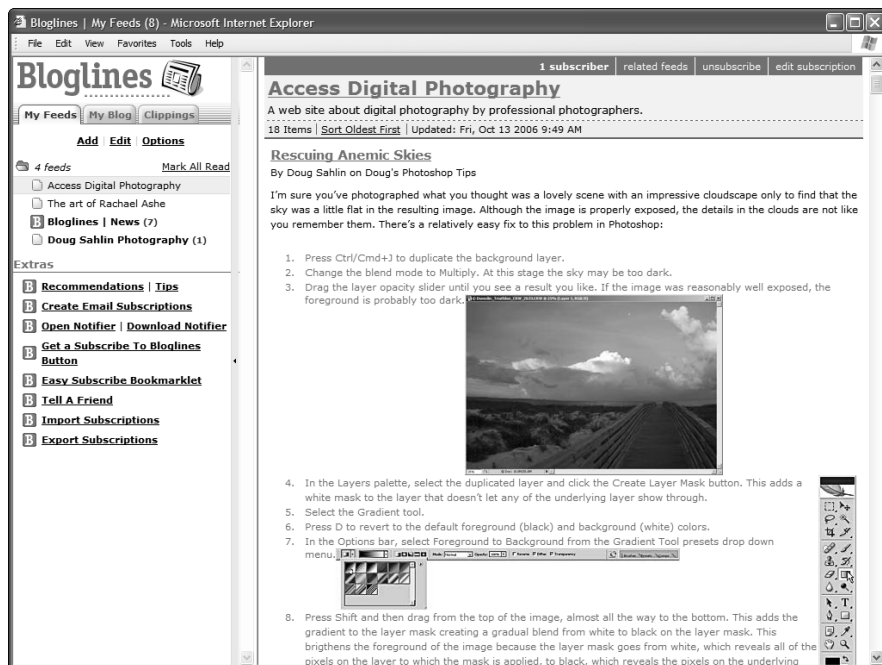 Bloglines | My Feeds (8) - Microsoft Internet Explorer
File Edit View Favorites Tools Help
Bloglines
My Feeds My Blog Clippings
Add | Edit | Options
4 feeds Mark All Read
Access Digital Photography
The art of Rachael Ashe
Bloglines | News (7)
Doug Sahlin Photography (1)
Extras
Recommendations | Tips
Create Email Subscriptions
Open Notifier | Download Notifier
Get a Subscribe To Bloglines
Button
Easy Subscribe Bookmarklet
Tell A Friend
Import Subscriptions
Export Subscriptions
1 subscriber | related feeds | unsubscribe | edit subscription
Access Digital Photography
A web site about digital photography by professional photographers.
18 Items | Sort Oldest First | Updated: Fri, Oct 13 2006 9:49 AM
Rescuing Anemic Skies
By Doug Sahlin on Doug's Photoshop Tips
I'm sure you've photographed what you thought was a lovely scene with an impressive cloudscape only to find that the
sky was a little flat in the resulting image. Although the image is properly exposed, the details in the clouds are not like
you remember them. There's a relatively easy fix to this problem in Photoshop:
1. Press Ctrl/Cmd+J to duplicate the background layer.
2. Change the blend mode to Multiply. At this stage the sky may be too dark.
3. Drag the layer opacity slider until you see a result you like. If the image was reasonably well exposed, the
foreground is probably too dark.
4. In the Layers palette, select the duplicated layer and click the Create Layer Mask button. This adds a
white mask to the layer that doesn't let any of the underlying layer show through.
5. Select the Gradient tool.
6. Press D to revert to the default foreground (black) and background (white) colors.
7. In the Options bar, select Foreground to Background from the Gradient Tool presets drop down
menu.
8. Press Shift and then drag from the top of the image, almost all the way to the bottom. This adds the
gradient to the layer mask creating a gradual blend from white to black on the layer mask. This
brigthens the foreground of the image because the layer mask goes from white, which reveals all of the
pixels on the layer to which the mask is applied, to black, which reveals the pixels on the underlying